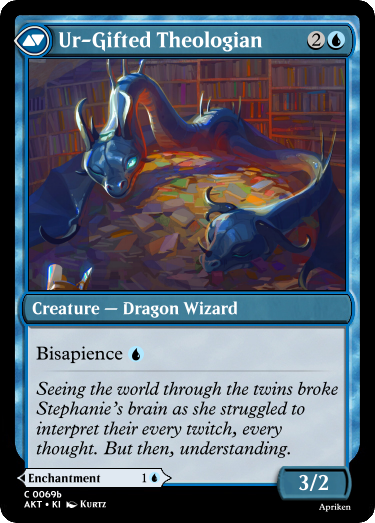 Ur-Gifted Theologian 2
Creature — Dragon Wizard
Bisapience
Seeing the world through the twins broke
Stephanie's brain as she struggled to
interpret their every twitch, every
thought. But then, understanding.
Enchantment 1
3/2
C 0069b
AKT • KI Kurtz
Apriken